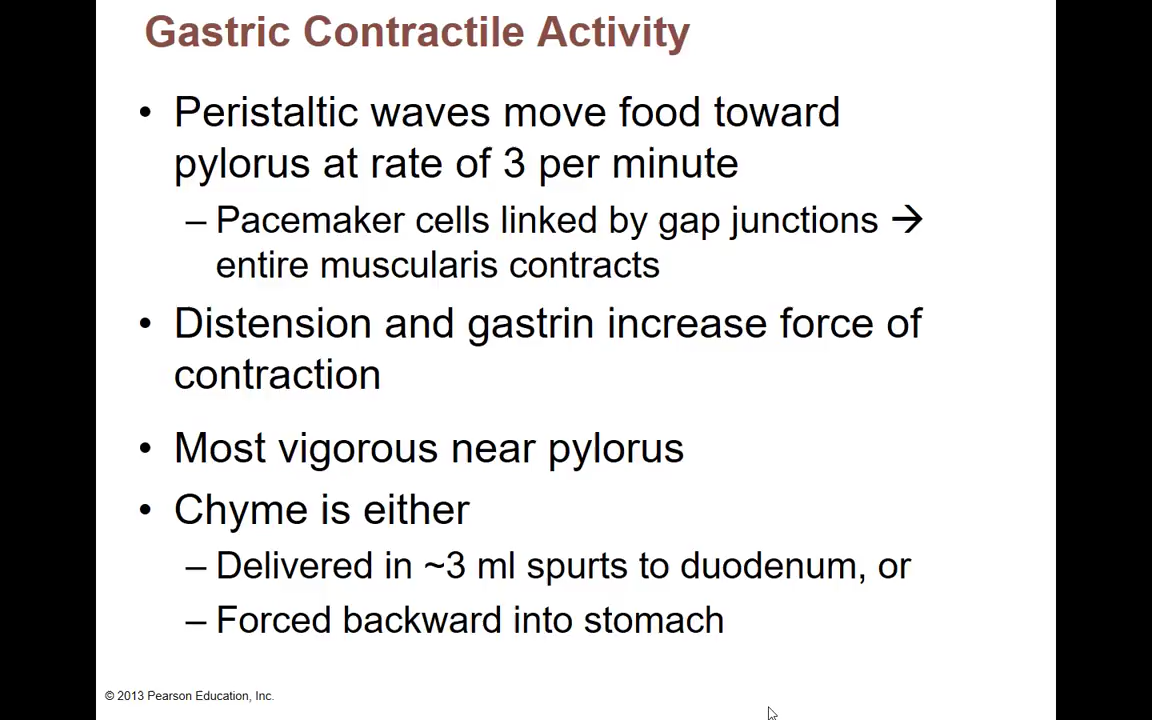 Gastric Contractile Activity
• Peristaltic waves move food toward
pylorus at rate of 3 per minute
– Pacemaker cells linked by gap junctions →
entire muscularis contracts
• Distension and gastrin increase force of
contraction
• Most vigorous near pylorus
• Chyme is either
– Delivered in ~3 ml spurts to duodenum, or
– Forced backward into stomach
© 2013 Pearson Education, Inc.